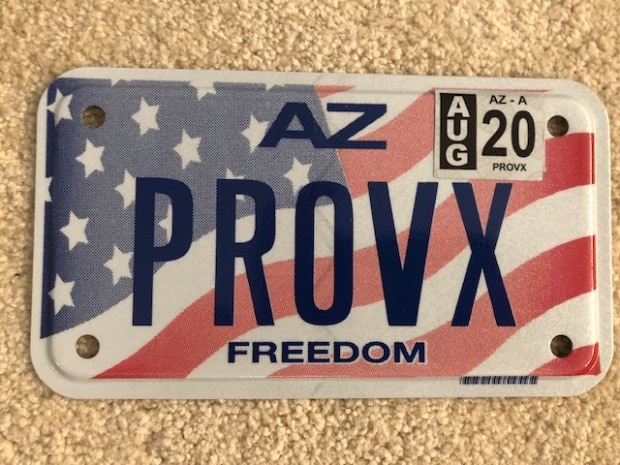 AZ
AUG
AZ - A
20
PROVX
PROVX
FREEDOM